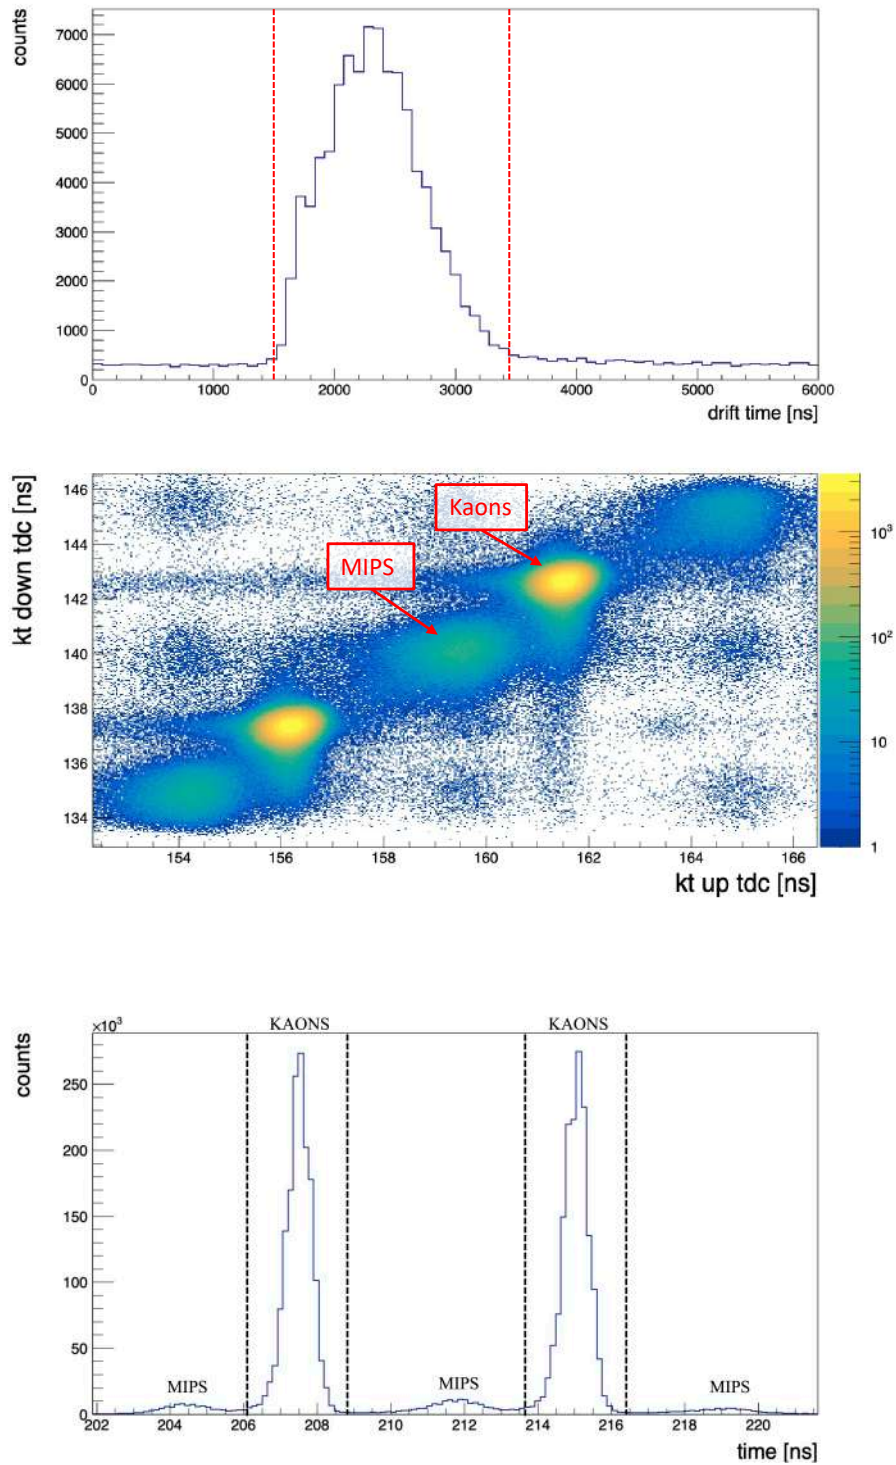 counts
7000
6000
5000
4000
3000
2000
1000
0
0 1000 2000 3000 4000 5000 6000
drift time [ns]
kt down tdc [ns]
146
144
142
140
138
136
134
Kaons
MIPS
10³
10²
10
1
154 156 158 160 162 164 166
kt up tdc [ns]
×10³
KAONS KAONS
counts
250
200
150
100
50
0
MIPS MIPS MIPS
202 204 206 208 210 212 214 216 218 220
time [ns]